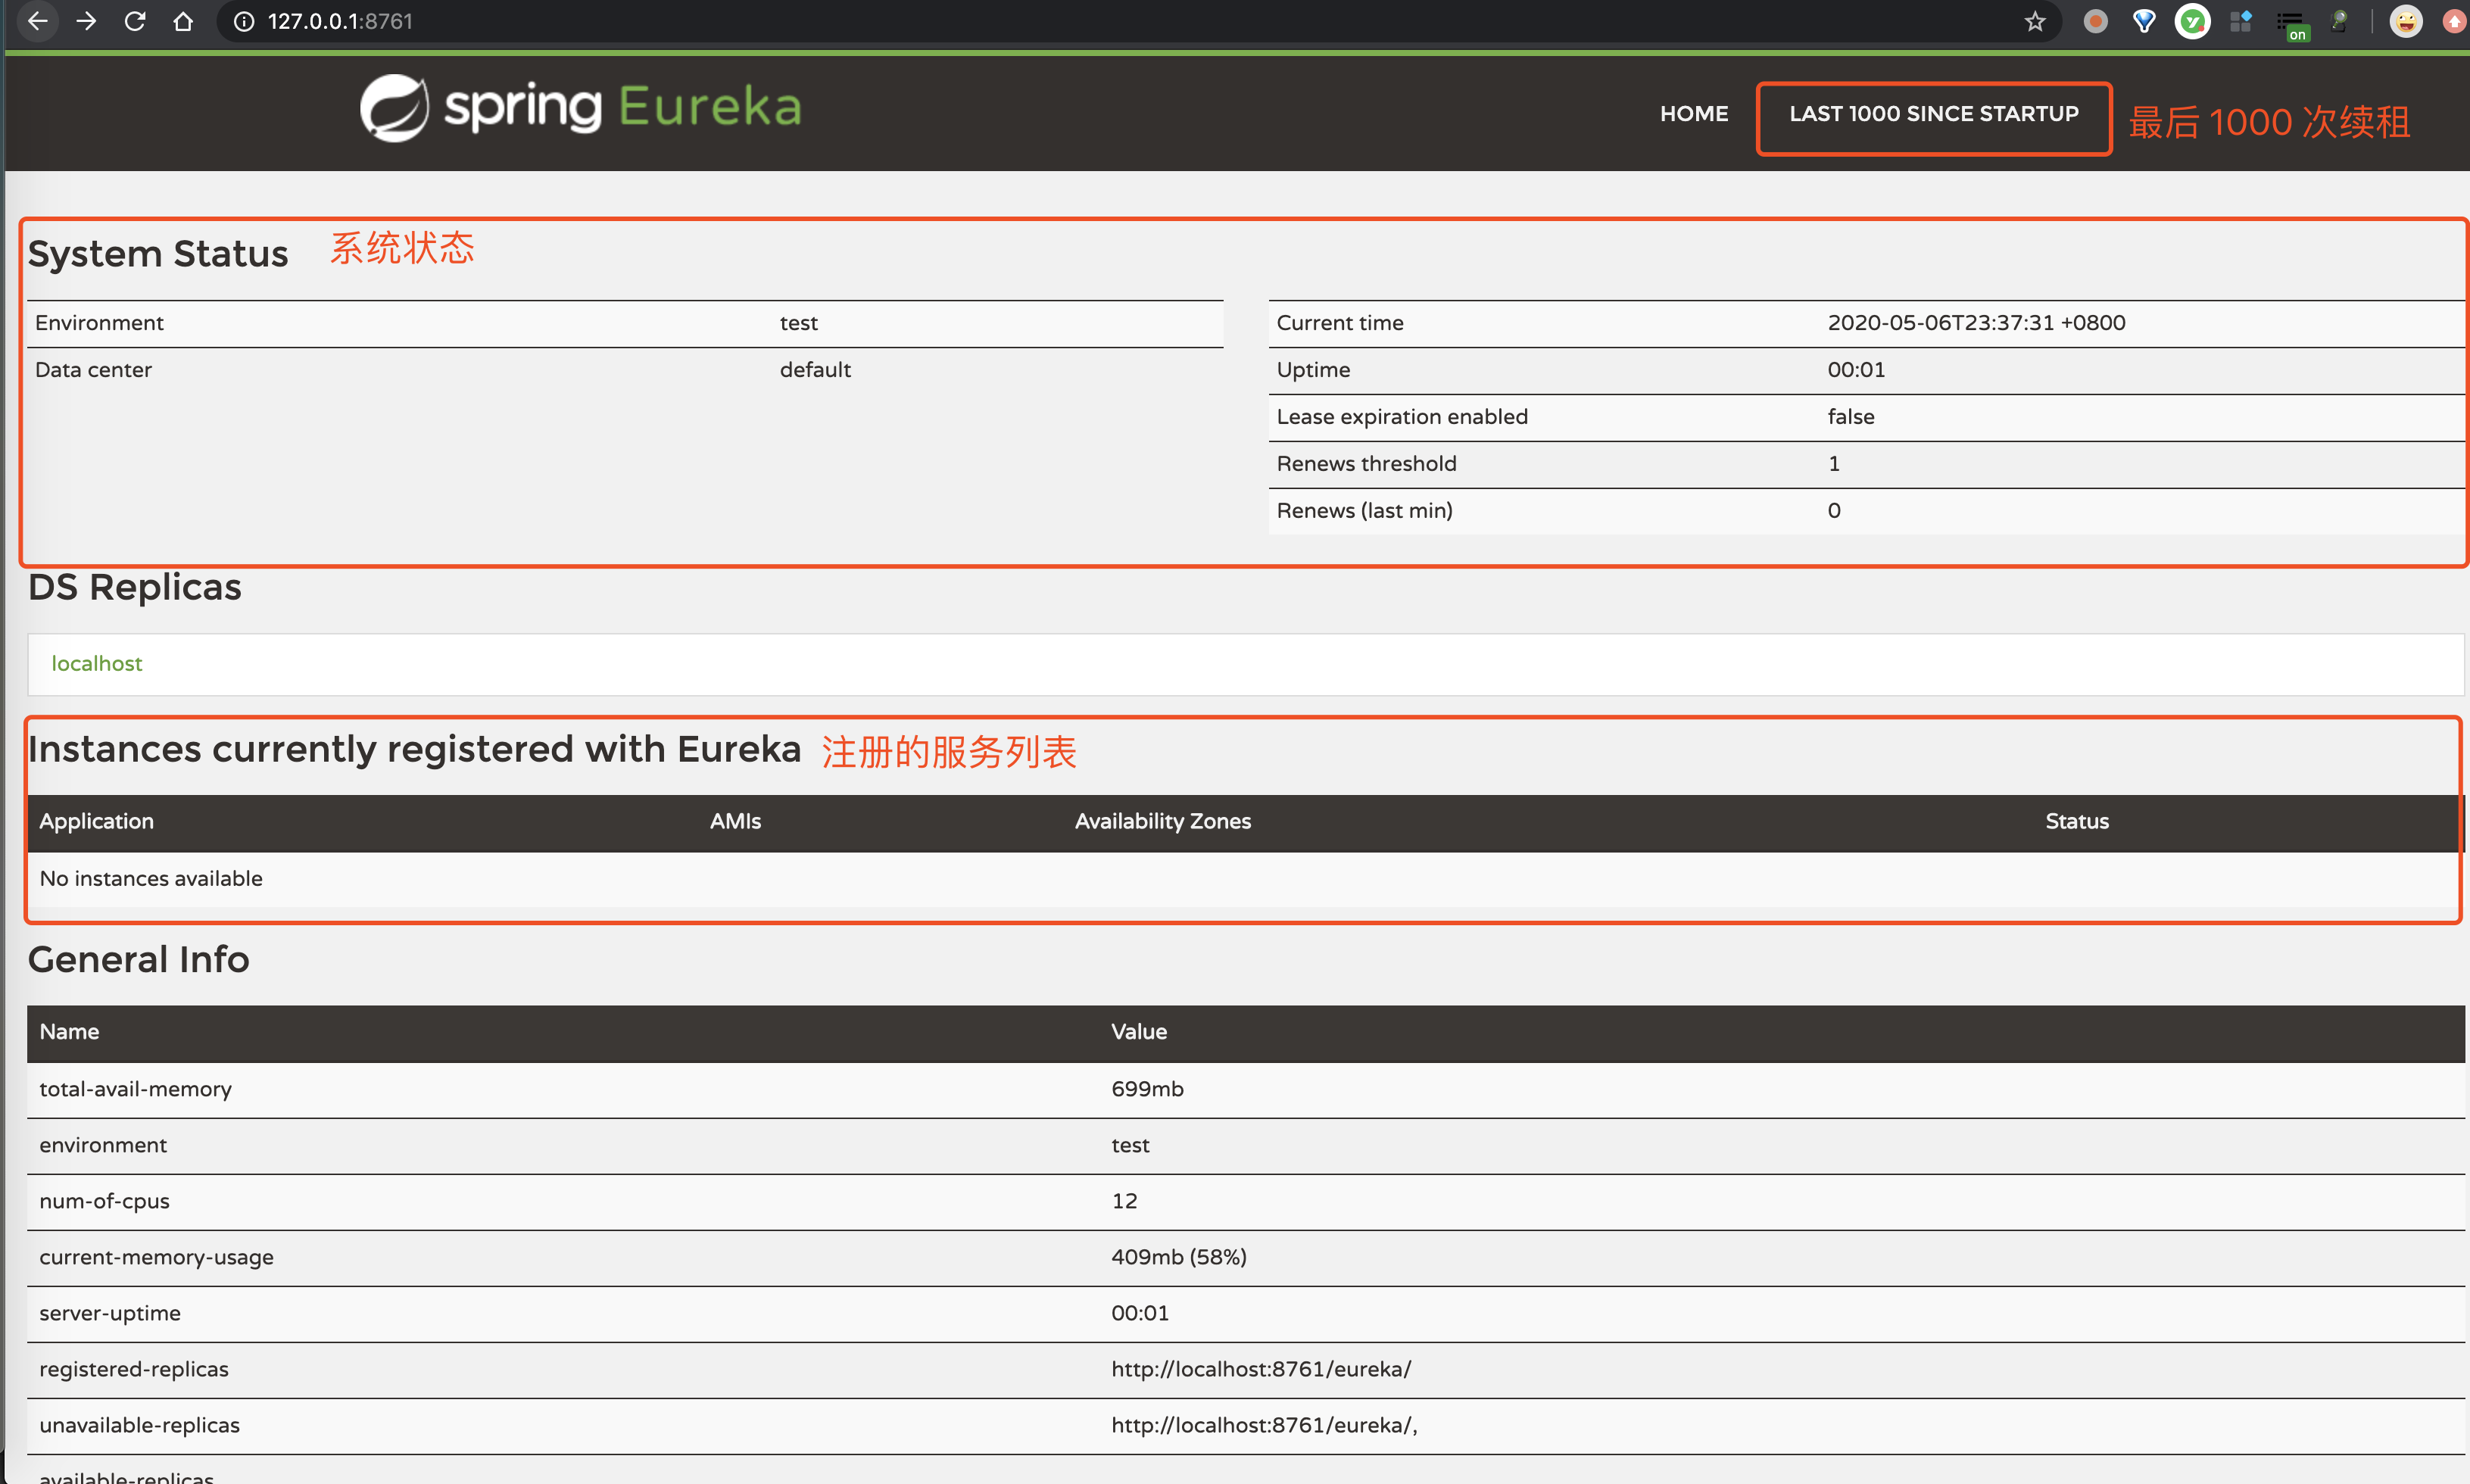 127.0.0.1:8761
on
spring Eureka
HOME LAST 1000 SINCE STARTUP 最后 1000 次续租
System Status 系统状态
Environment test
Data center default
Current time 2020-05-06T23:37:31 +0800
Uptime 00:01
Lease expiration enabled false
Renews threshold 1
Renews (last min) 0
DS Replicas
localhost
Instances currently registered with Eureka 注册的服务列表
Application AMIs Availability Zones Status
No instances available
General Info
Name Value
total-avail-memory 699mb
environment test
num-of-cpus 12
current-memory-usage 409mb (58%)
server-uptime 00:01
registered-replicas http://localhost:8761/eureka/
unavailable-replicas http://localhost:8761/eureka/,
available-replicas